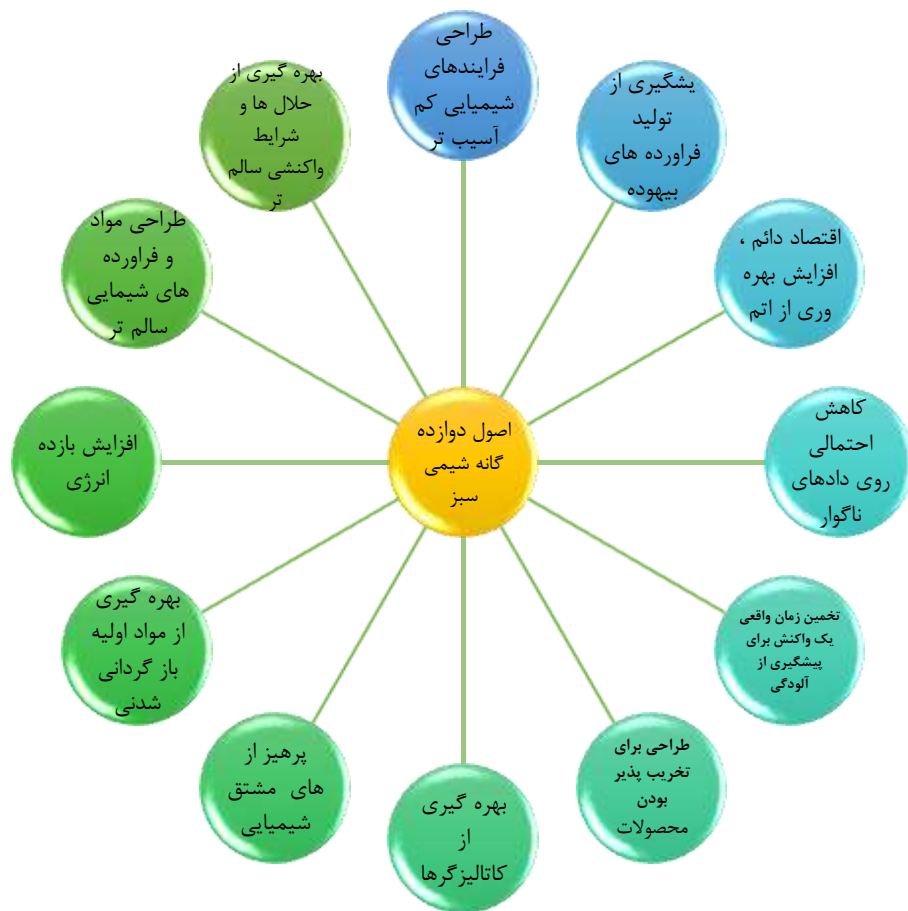 اصول دوازده
گانه شیمی
سبز
طراحی
فرایندهای
شیمیایی کم
آسیب تر
یشگیری از
تولید
فراورده های
بیهوده
اقتصاد دائم ،
افزایش بهره
وری از اتم
کاهش
احتمالی
روی دادهای
ناگوار
تخمین زمان واقعی
یک واکنش برای
پیشگیری از
آلودگی
طراحی برای
تخریب پذیر
بودن
محصولات
بهره گیری
از
کاتالیزگرها
پرهیز از
های مشتق
شیمیایی
بهره گیری
از مواد اولیه
باز گردانی
شدنی
افزایش بازده
انرژی
طراحی مواد
و فراورده
های شیمایی
سالم تر
بهره گیری از
حلال ها و
شرایط
واکنشی سالم
تر